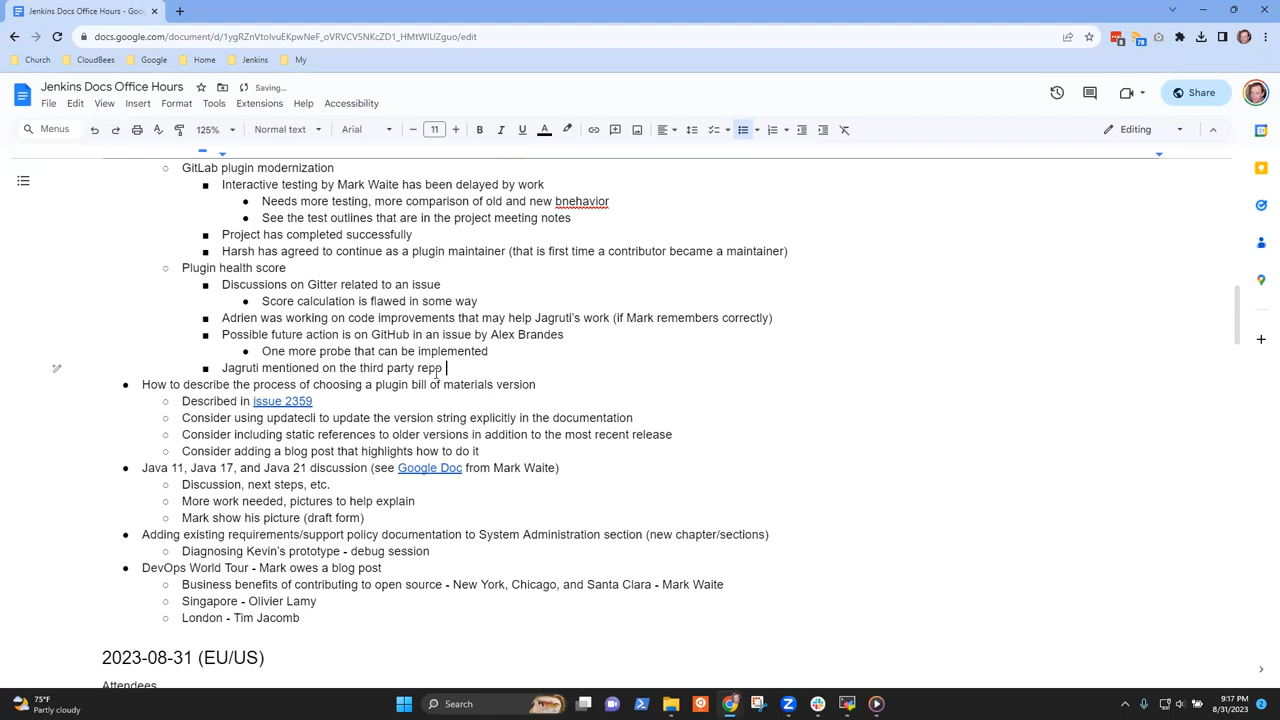 Jenkins Docs Office Hours - Goo
docs.google.com/document/d/1ygRZnVtoIvuEKpwNeF_oVRVCV5NKcZD1_HMtWIUZguo/edit
Church CloudBees Google Home Jenkins My
Jenkins Docs Office Hours Saving...
File Edit View Insert Format Tools Extensions Help Accessibility
Share
Menus 125% Normal text Arial 11 Editing
GitLab plugin modernization
Interactive testing by Mark Waite has been delayed by work
Needs more testing, more comparison of old and new bnehavior
See the test outlines that are in the project meeting notes
Project has completed successfully
Harsh has agreed to continue as a plugin maintainer (that is first time a contributor became a maintainer)
Plugin health score
Discussions on Gitter related to an issue
Score calculation is flawed in some way
Adrien was working on code improvements that may help Jagruti's work (if Mark remembers correctly)
Possible future action is on GitHub in an issue by Alex Brandes
One more probe that can be implemented
Jagruti mentioned on the third party repo
How to describe the process of choosing a plugin bill of materials version
Described in issue 2359
Consider using updatecli to update the version string explicitly in the documentation
Consider including static references to older versions in addition to the most recent release
Consider adding a blog post that highlights how to do it
Java 11, Java 17, and Java 21 discussion (see Google Doc from Mark Waite)
Discussion, next steps, etc.
More work needed, pictures to help explain
Mark show his picture (draft form)
Adding existing requirements/support policy documentation to System Administration section (new chapter/sections)
Diagnosing Kevin's prototype - debug session
DevOps World Tour - Mark owes a blog post
Business benefits of contributing to open source - New York, Chicago, and Santa Clara - Mark Waite
Singapore - Olivier Lamy
London - Tim Jacomb
2023-08-31 (EU/US)
Attendees
75°F
Partly cloudy
Search
9:17 PM
8/31/2023